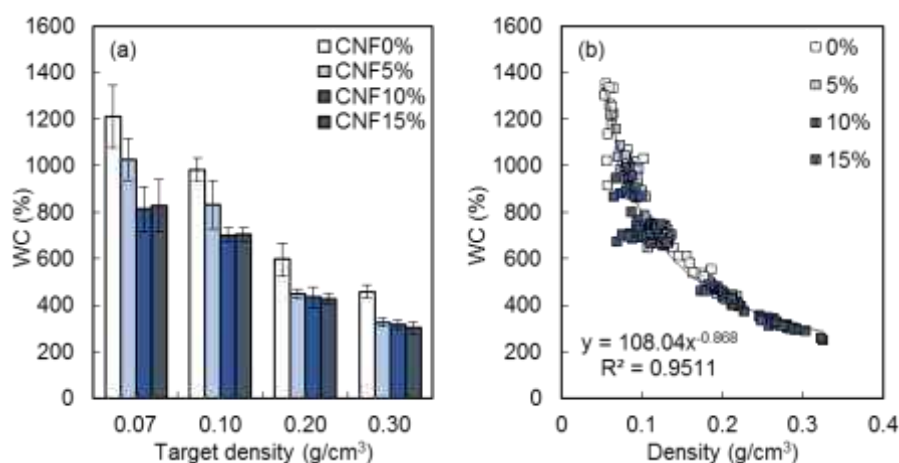 (a)
CNF0%
CNF5%
CNF10%
CNF15%
1600
1400
1200
1000
800
600
400
200
0
WC (%)
0.07 0.10 0.20 0.30
Target density (g/cm³)
(b)
0%
5%
10%
15%
1600
1400
1200
1000
800
600
400
200
0
WC (%)
y = 108.04x⁻⁰·⁸⁶⁸
R² = 0.9511
0 0.1 0.2 0.3 0.4
Density (g/cm³)